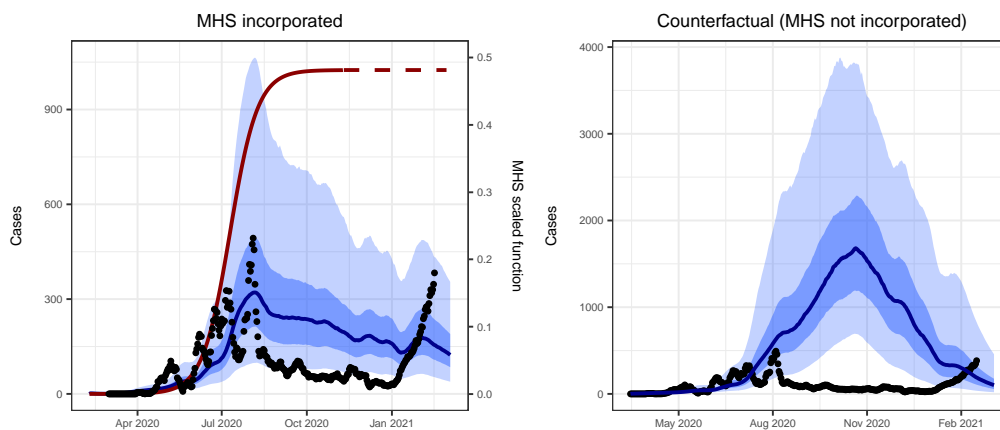 MHS incorporated
Cases
900
600
300
0
0.5
0.4
0.3
0.2
0.1
0.0
MHS scaled function
Apr 2020 Jul 2020 Oct 2020 Jan 2021
Counterfactual (MHS not incorporated)
Cases
4000
3000
2000
1000
0
May 2020 Aug 2020 Nov 2020 Feb 2021